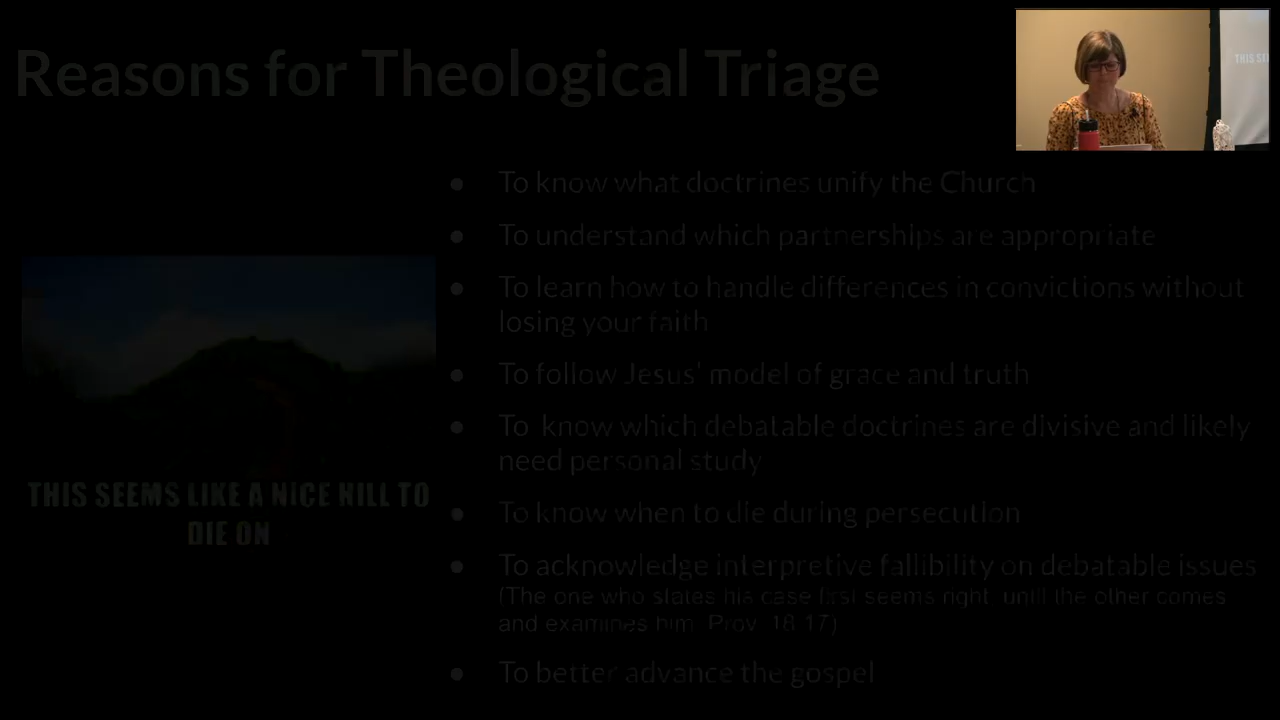 Reasons for Theological Triage
THIS ST
● To know what doctrines unify the Church
● To understand which partnerships are appropriate
● To learn how to handle differences in convictions without
losing your faith
● To follow Jesus' model of grace and truth
● To know which debatable doctrines are divisive and likely
need personal study
THIS SEEMS LIKE A NICE HILL TO
DIE ON
● To know when to die during persecution
● To acknowledge interpretive fallibility on debatable issues
(The one who states his case first seems right, until the other comes
and examines him. Prov. 18:17)
● To better advance the gospel